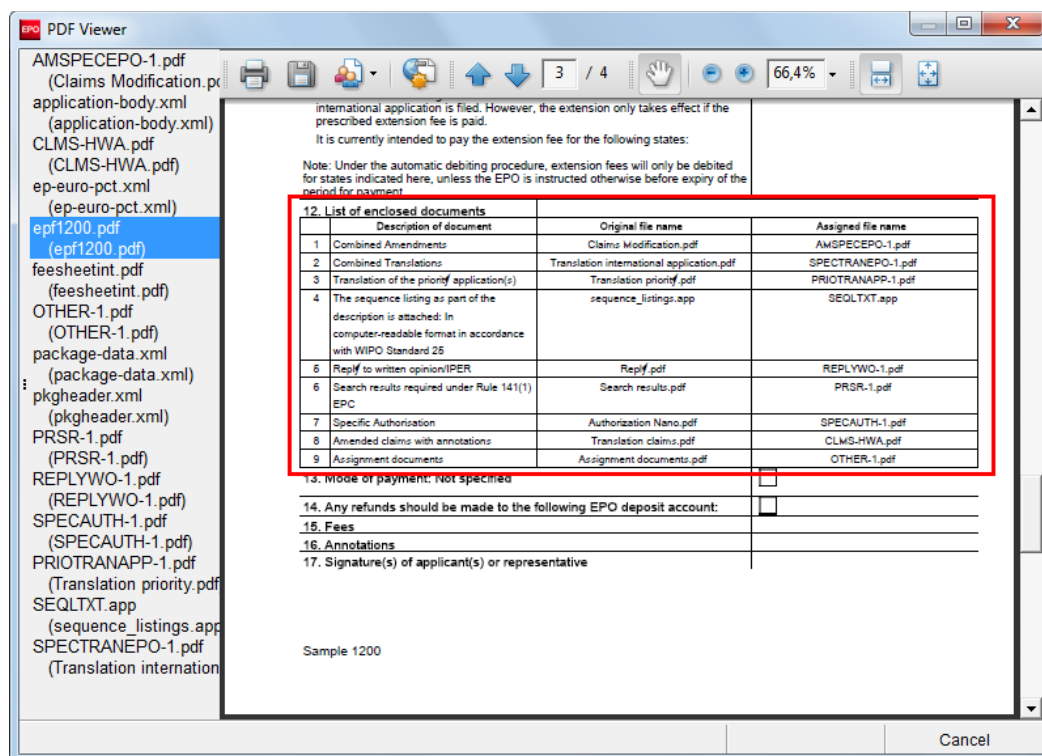 EPO PDF Viewer
AMSPECEPO-1.pdf
(Claims Modification.pd
application-body.xml
(application-body.xml)
CLMS-HWA.pdf
(CLMS-HWA.pdf)
ep-euro-pct.xml
(ep-euro-pct.xml)
epf1200.pdf
(epf1200.pdf)
feesheetint.pdf
(feesheetint.pdf)
OTHER-1.pdf
(OTHER-1.pdf)
package-data.xml
(package-data.xml)
pkgheader.xml
(pkgheader.xml)
PRSR-1.pdf
(PRSR-1.pdf)
REPLYWO-1.pdf
(REPLYWO-1.pdf)
SPECAUTH-1.pdf
(SPECAUTH-1.pdf)
PRIOTRANAPP-1.pdf
(Translation priority.pdf
SEQLTXT.app
(sequence_listings.app
SPECTRANEPO-1.pdf
(Translation internation
3 / 4 66,4%
international application is filed. However, the extension only takes effect if the
prescribed extension fee is paid.
It is currently intended to pay the extension fee for the following states:
Note: Under the automatic debiting procedure, extension fees will only be debited
for states indicated here, unless the EPO is instructed otherwise before expiry of the
period for payment
12. List of enclosed documents
Description of document Original file name Assigned file name
1 Combined Amendments Claims Modification.pdf AMSPECEPO-1.pdf
2 Combined Translations Translation international application.pdf SPECTRANEPO-1.pdf
3 Translation of the priority application(s) Translation priority.pdf PRIOTRANAPP-1.pdf
4 The sequence listing as part of the sequence_listings.app SEQLTXT.app
description is attached: In
computer-readable format in accordance
with WIPO Standard 25
5 Reply to written opinion/IPER Reply.pdf REPLYWO-1.pdf
6 Search results required under Rule 141(1) Search results.pdf PRSR-1.pdf
EPC
7 Specific Authorisation Authorization Nano.pdf SPECAUTH-1.pdf
8 Amended claims with annotations Translation claims.pdf CLMS-HWA.pdf
9 Assignment documents Assignment documents.pdf OTHER-1.pdf
13. Mode of payment: Not specified
14. Any refunds should be made to the following EPO deposit account:
15. Fees
16. Annotations
17. Signature(s) of applicant(s) or representative
Sample 1200
Cancel